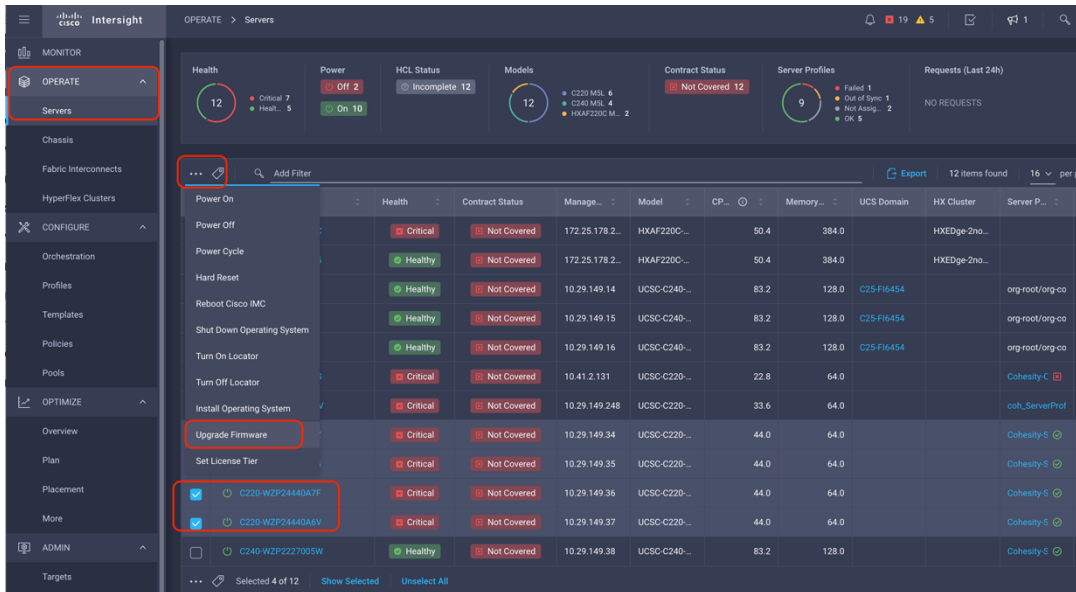 cisco Intersight
OPERATE > Servers
19 5
1
MONITOR
OPERATE
Servers
Chassis
Fabric Interconnects
HyperFlex Clusters
CONFIGURE
Orchestration
Profiles
Templates
Policies
Pools
OPTIMIZE
Overview
Plan
Placement
More
ADMIN
Targets
Health
12
Critical 7
Healt... 5
Power
Off 2
On 10
HCL Status
Incomplete 12
Models
12
C220 M5L 6
C240 M5L 4
HXAF220C M... 2
Contract Status
Not Covered 12
Server Profiles
9
Failed 1
Out of Sync 1
Not Assig... 2
OK 5
Requests (Last 24h)
NO REQUESTS
... Add Filter
Export 12 items found 16 per
Power On
Power Off
Power Cycle
Hard Reset
Reboot Cisco IMC
Shut Down Operating System
Turn On Locator
Turn Off Locator
Install Operating System
Upgrade Firmware
Set License Tier
Health Contract Status Manage... Model CP... Memory... UCS Domain HX Cluster Server P...
Critical Not Covered 172.25.178.2... HXAF220C-... 50.4 384.0 HXEDge-2no...
Healthy Not Covered 172.25.178.2... HXAF220C-... 50.4 384.0 HXEDge-2no...
Healthy Not Covered 10.29.149.14 UCSC-C240-... 83.2 128.0 C25-FI6454 org-root/org-co
Healthy Not Covered 10.29.149.15 UCSC-C240-... 83.2 128.0 C25-FI6454 org-root/org-co
Healthy Not Covered 10.29.149.16 UCSC-C240-... 83.2 128.0 C25-FI6454 org-root/org-co
Critical Not Covered 10.41.2.131 UCSC-C220-... 22.8 64.0 Cohesity-C
Critical Not Covered 10.29.149.248 UCSC-C220-... 33.6 64.0 coh_ServerProf
Critical Not Covered 10.29.149.34 UCSC-C220-... 44.0 64.0 Cohesity-S
Critical Not Covered 10.29.149.35 UCSC-C220-... 44.0 64.0 Cohesity-S
C220-WZP24440A7F Critical Not Covered 10.29.149.36 UCSC-C220-... 44.0 64.0 Cohesity-S
C220-WZP24440A6V Critical Not Covered 10.29.149.37 UCSC-C220-... 44.0 64.0 Cohesity-S
C240-WZP2227005W Healthy Not Covered 10.29.149.38 UCSC-C240-... 83.2 128.0 Cohesity-S
... Selected 4 of 12 Show Selected Unselect All